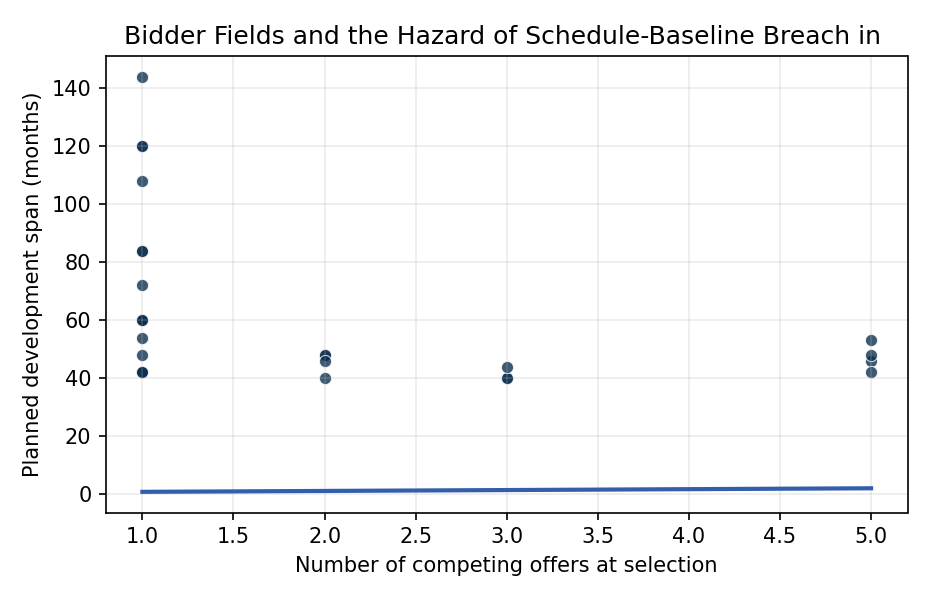 Bidder Fields and the Hazard of Schedule-Baseline Breach in
Planned development span (months)
140
120
100
80
60
40
20
0
1.0 1.5 2.0 2.5 3.0 3.5 4.0 4.5 5.0
Number of competing offers at selection